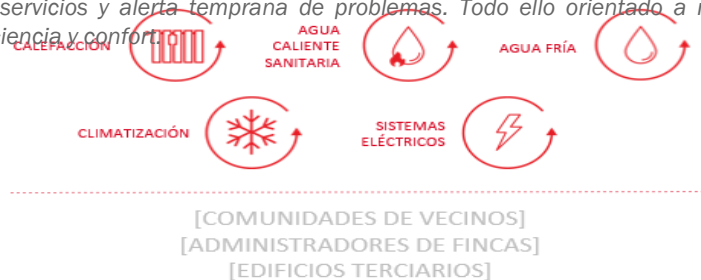 servicios y alerta temprana de problemas. Todo ello orientado a
iencia y confort.
CALEFACCIÓN
AGUA
CALIENTE
SANITARIA
AGUA FRÍA
CLIMATIZACIÓN
SISTEMAS
ELÉCTRICOS
[COMUNIDADES DE VECINOS]
[ADMINISTRADORES DE FINCAS]
[EDIFICIOS TERCIARIOS]